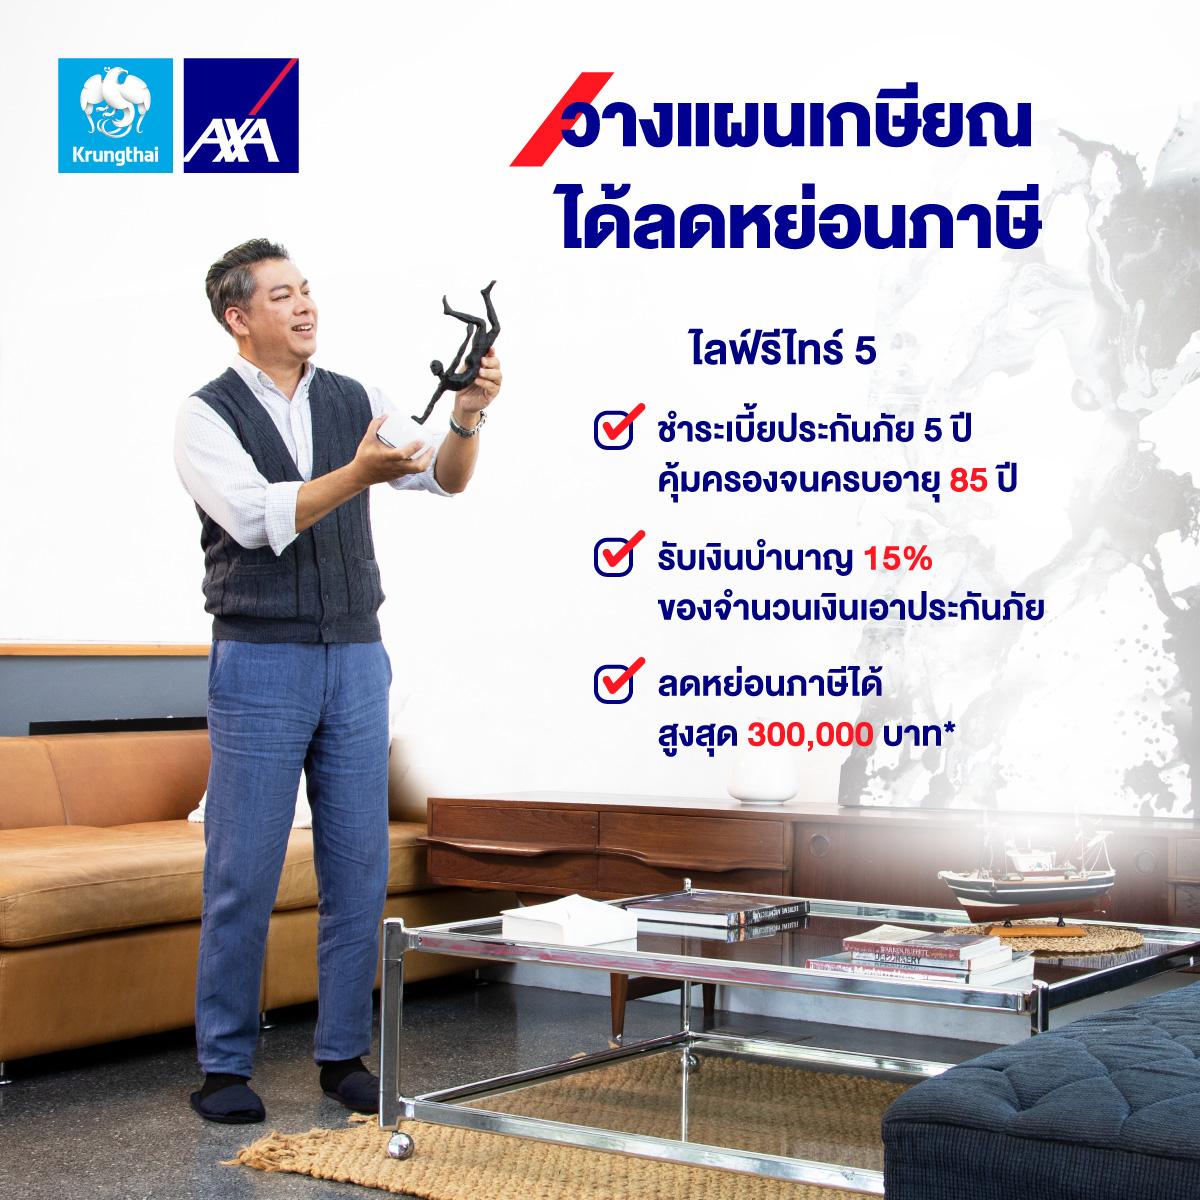 Krungthai
AXA
วางแผนเกษียณ
ได้ลดหย่อนภาษี
ไลฟ์รีไทร์ 5
ชำระเบี้ยประกันภัย 5 ปี
คุ้มครองจนครบอายุ 85 ปี
รับเงินบำนาญ 15%
ของจำนวนเงินเอาประกันภัย
ลดหย่อนภาษีได้
สูงสุด 300,000 บาท*